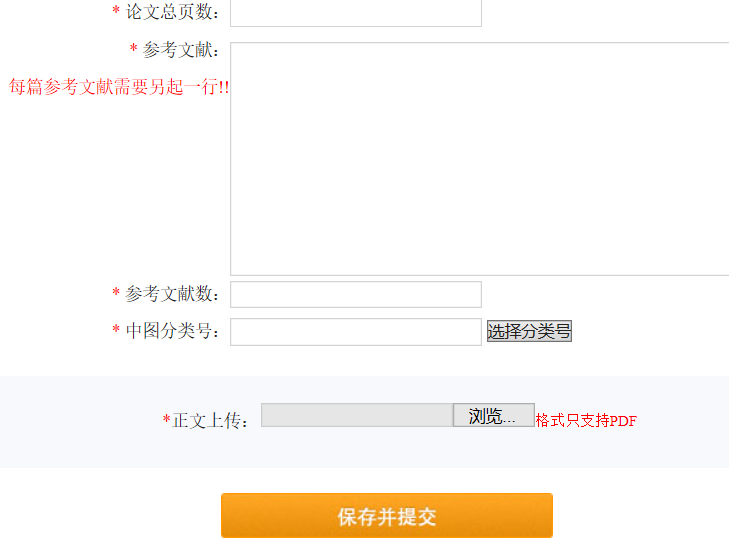 * 论文总页数：
* 参考文献：
每篇参考文献需要另起一行!!
* 参考文献数：
* 中图分类号： 选择分类号
*正文上传： 浏览... 格式只支持PDF
保存并提交